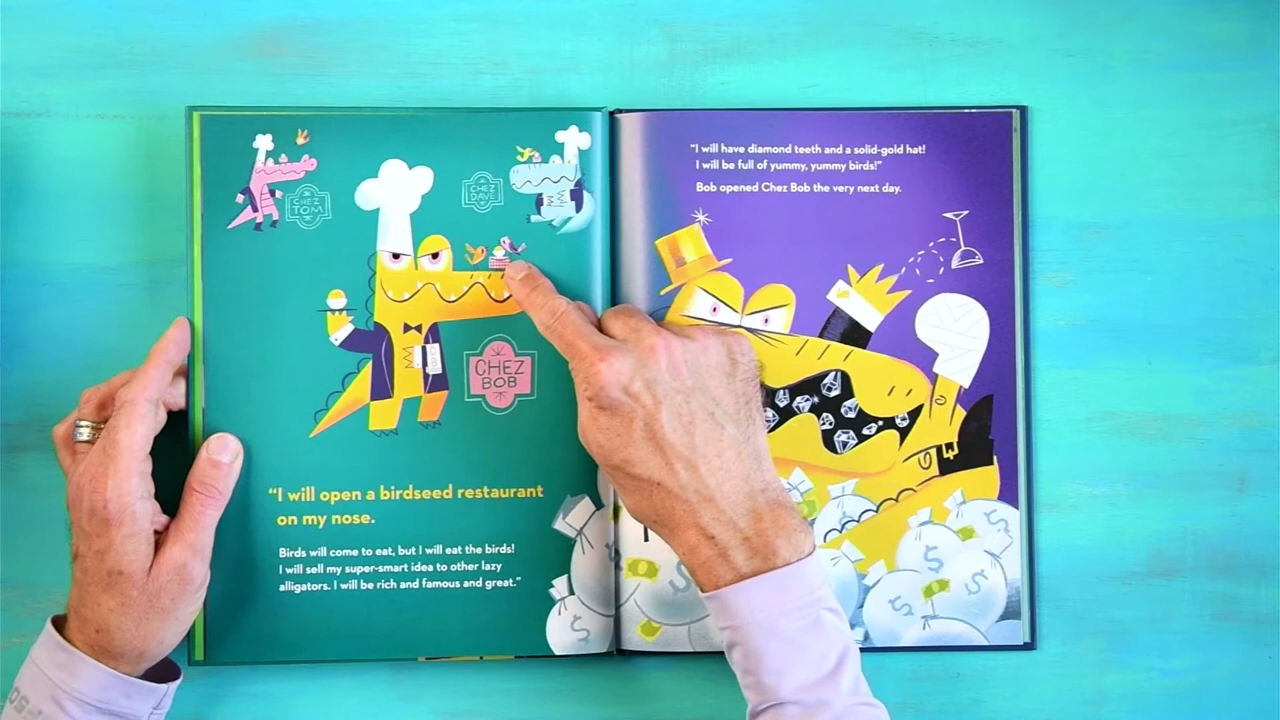 CHEZ
TOM
CHEZ
DAVE
CHEZ
BOB
“I will open a birdseed restaurant
on my nose.
Birds will come to eat, but I will eat the birds!
I will sell my super-smart idea to other lazy
alligators. I will be rich and famous and great.”
“I will have diamond teeth and a solid-gold hat!
I will be full of yummy, yummy birds!”
Bob opened Chez Bob the very next day.
$
$
$
$
$
$